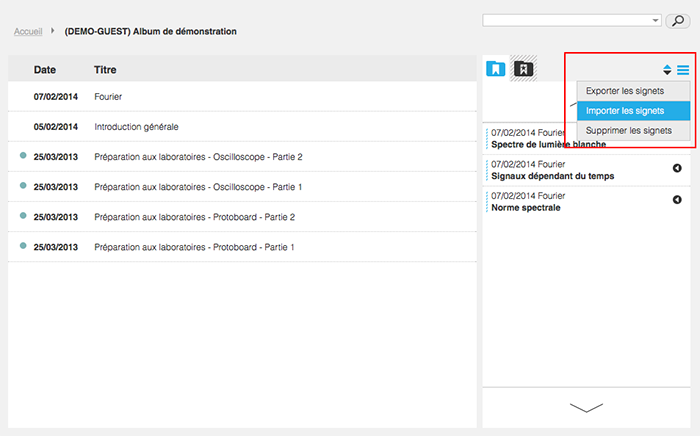 Accueil (DEMO-GUEST) Album de démonstration
Date Titre
07/02/2014 Fourier
05/02/2014 Introduction générale
25/03/2013 Préparation aux laboratoires - Oscilloscope - Partie 2
25/03/2013 Préparation aux laboratoires - Oscilloscope - Partie 1
25/03/2013 Préparation aux laboratoires - Protoboard - Partie 2
25/03/2013 Préparation aux laboratoires - Protoboard - Partie 1
Exporter les signets
Importer les signets
Supprimer les signets
07/02/2014 Fourier
Spectre de lumière blanche
07/02/2014 Fourier
Signaux dépendant du temps
07/02/2014 Fourier
Norme spectrale